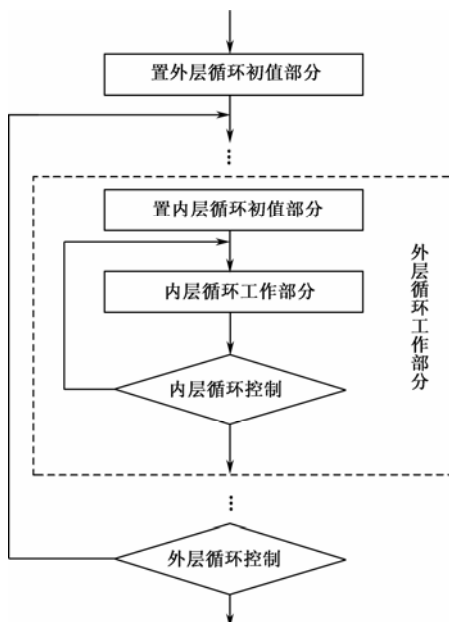 置外层循环初值部分
⋮
置内层循环初值部分
内层循环工作部分
外层循环工作部分
内层循环控制
⋮
外层循环控制